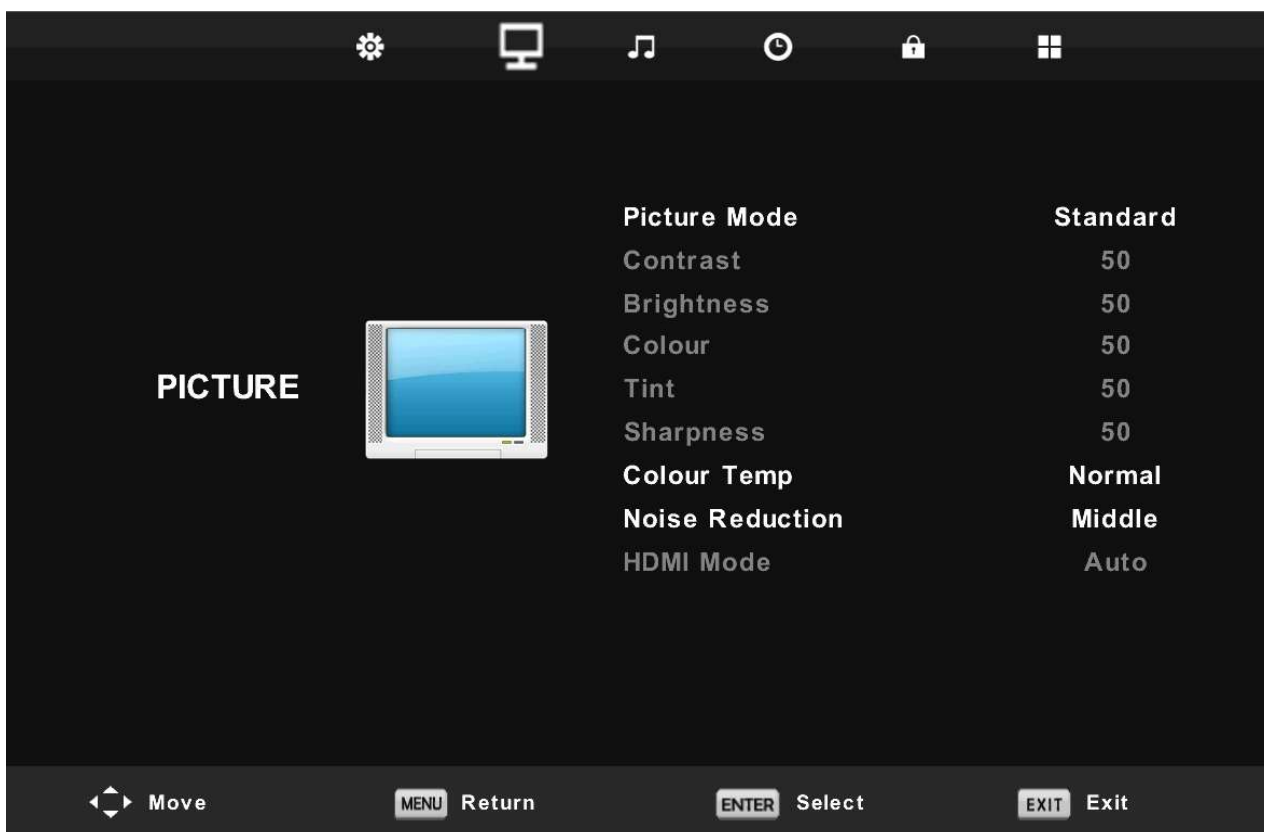 Picture Mode Standard
Contrast 50
Brightness 50
Colour 50
PICTURE
Tint 50
Sharpness 50
Colour Temp Normal
Noise Reduction Middle
HDMI Mode Auto
Move MENU Return ENTER Select EXIT Exit